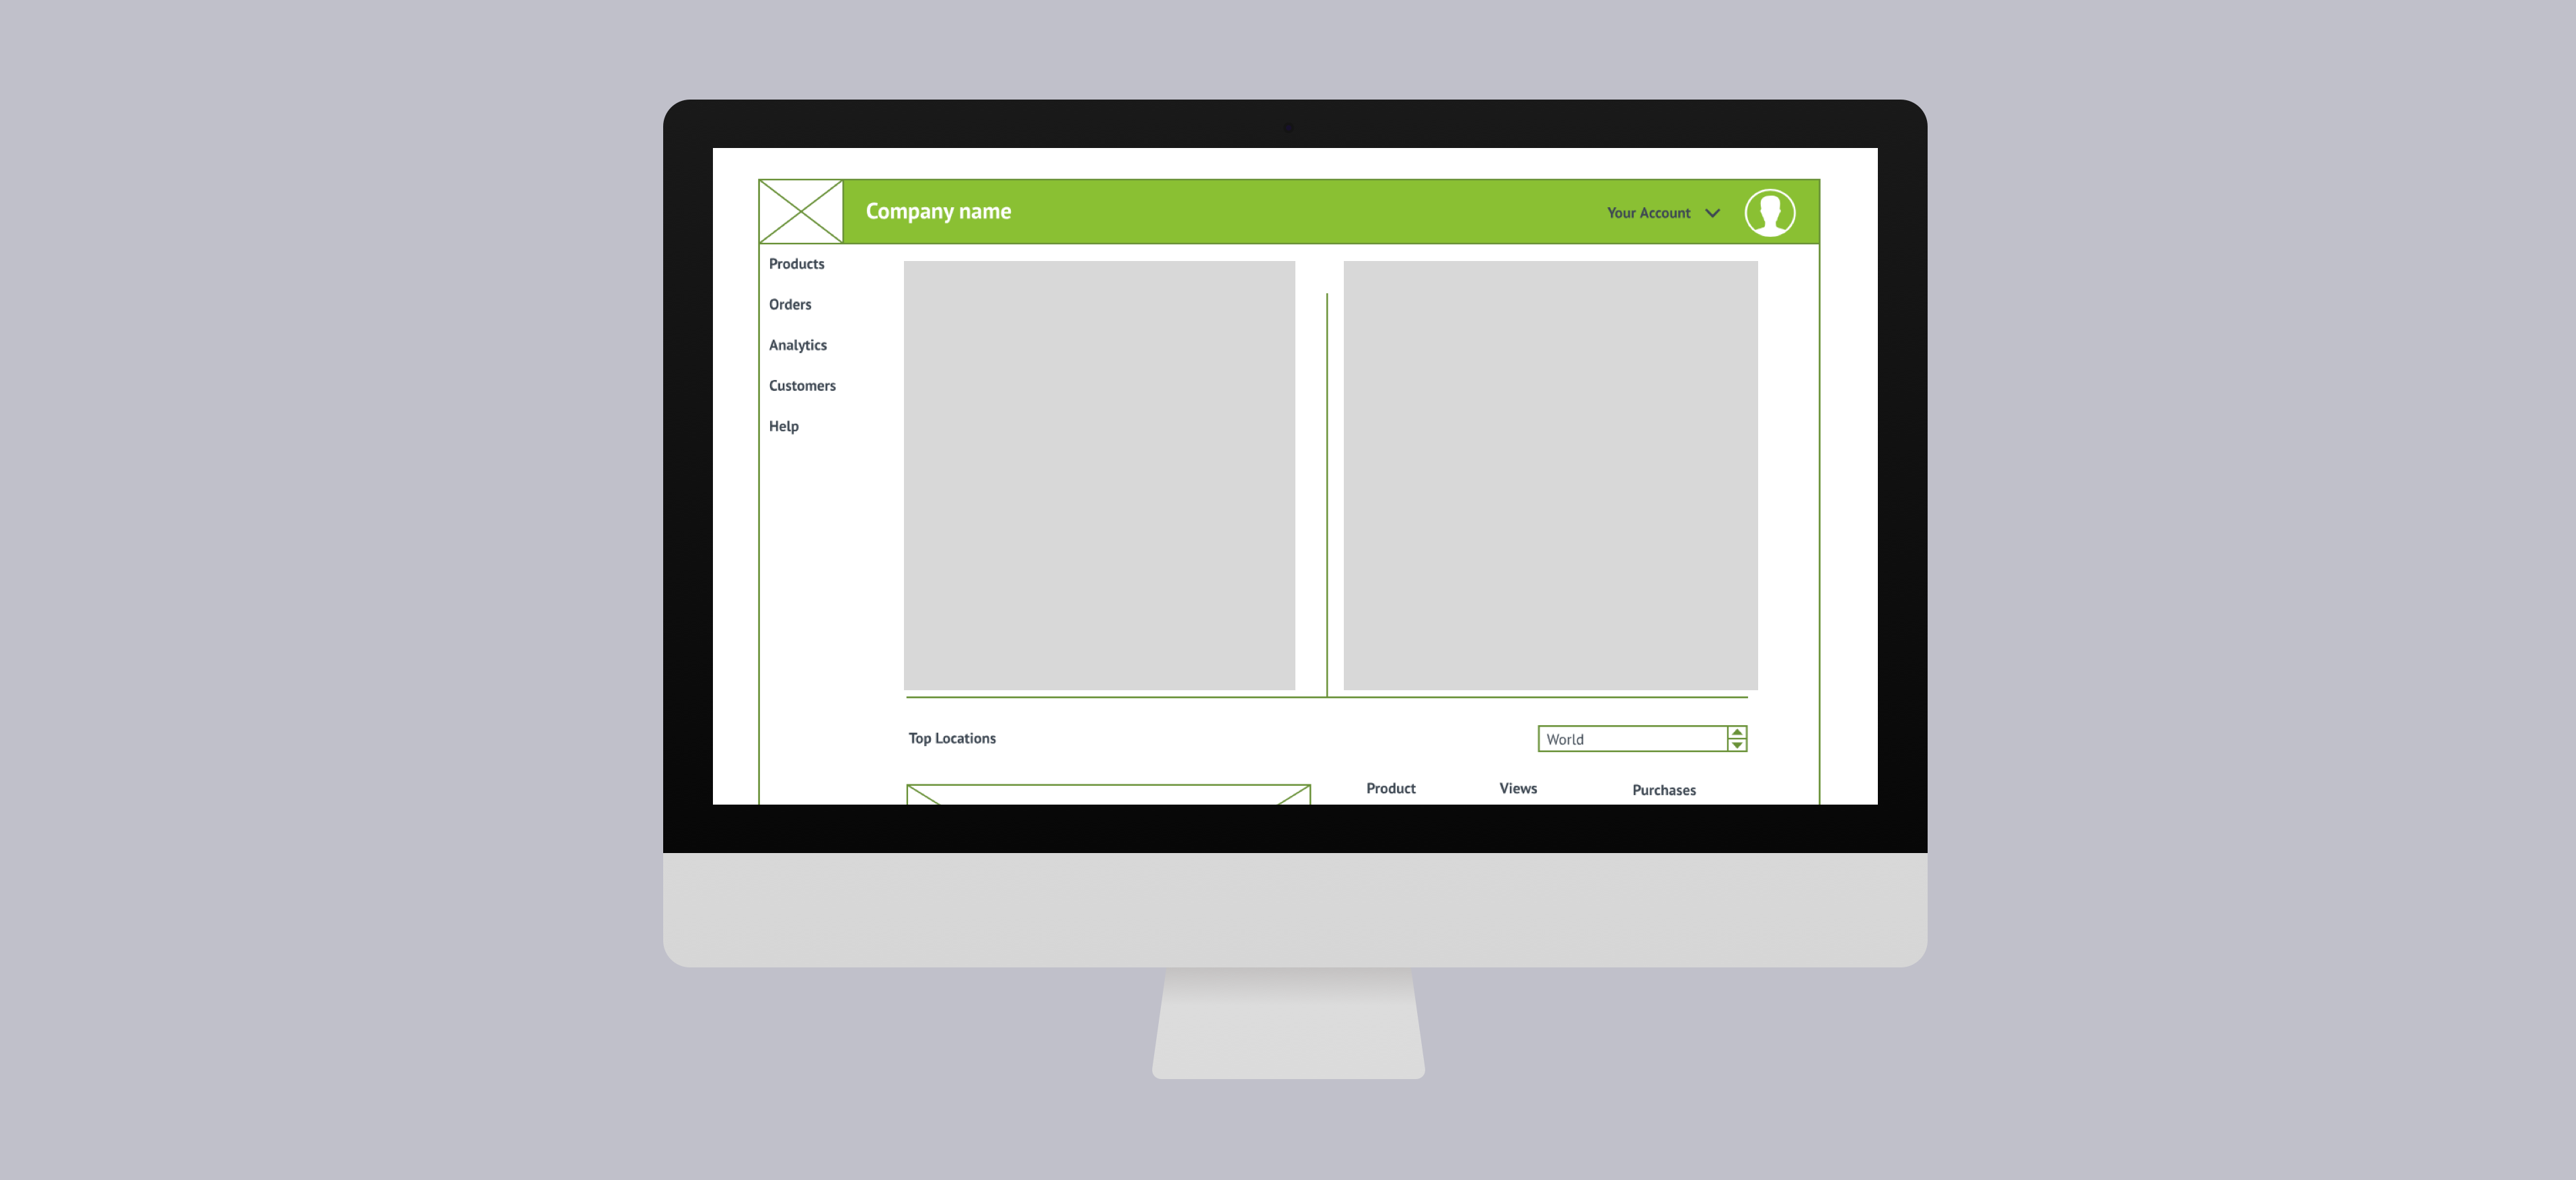 Company name
Your Account
Products
Orders
Analytics
Customers
Help
Top Locations
World
Product Views Purchases